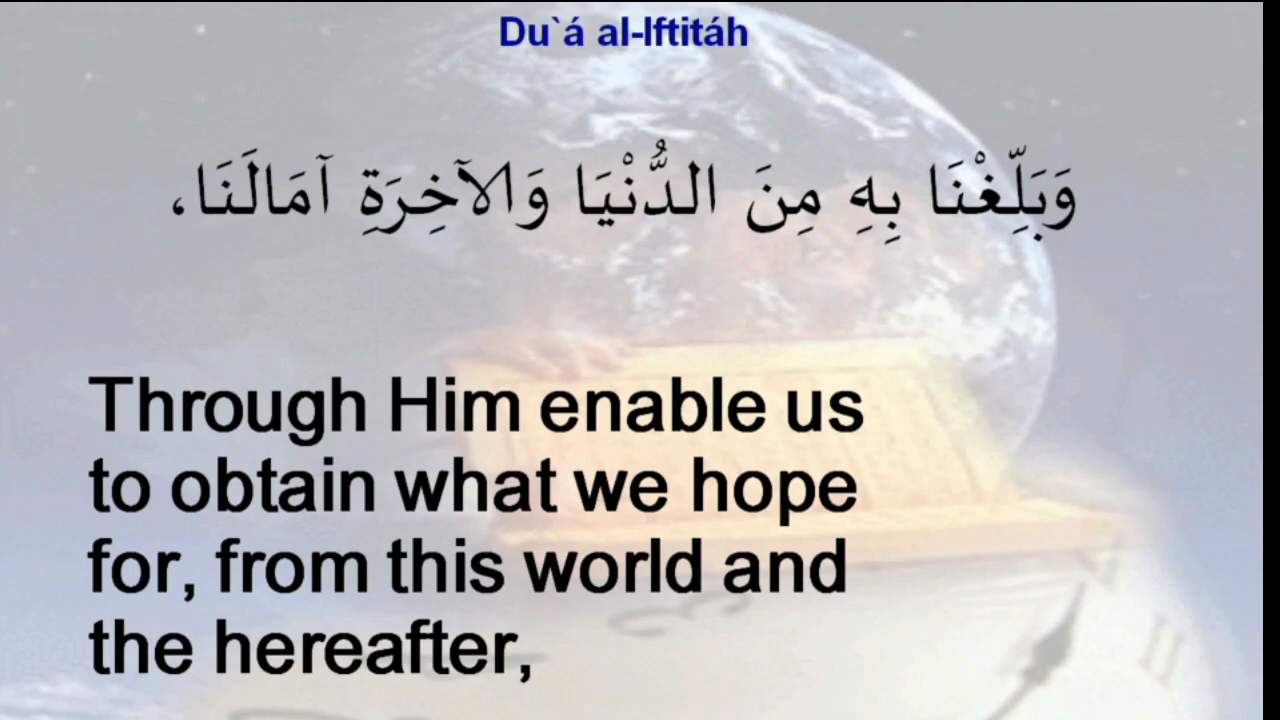 Du`á al-Iftitáh
وَبَلِّغْنَا بِهِ مِنَ الدُّنْيَا وَالآخِرَةِ آمَالَنَا،
Through Him enable us
to obtain what we hope
for, from this world and
the hereafter,